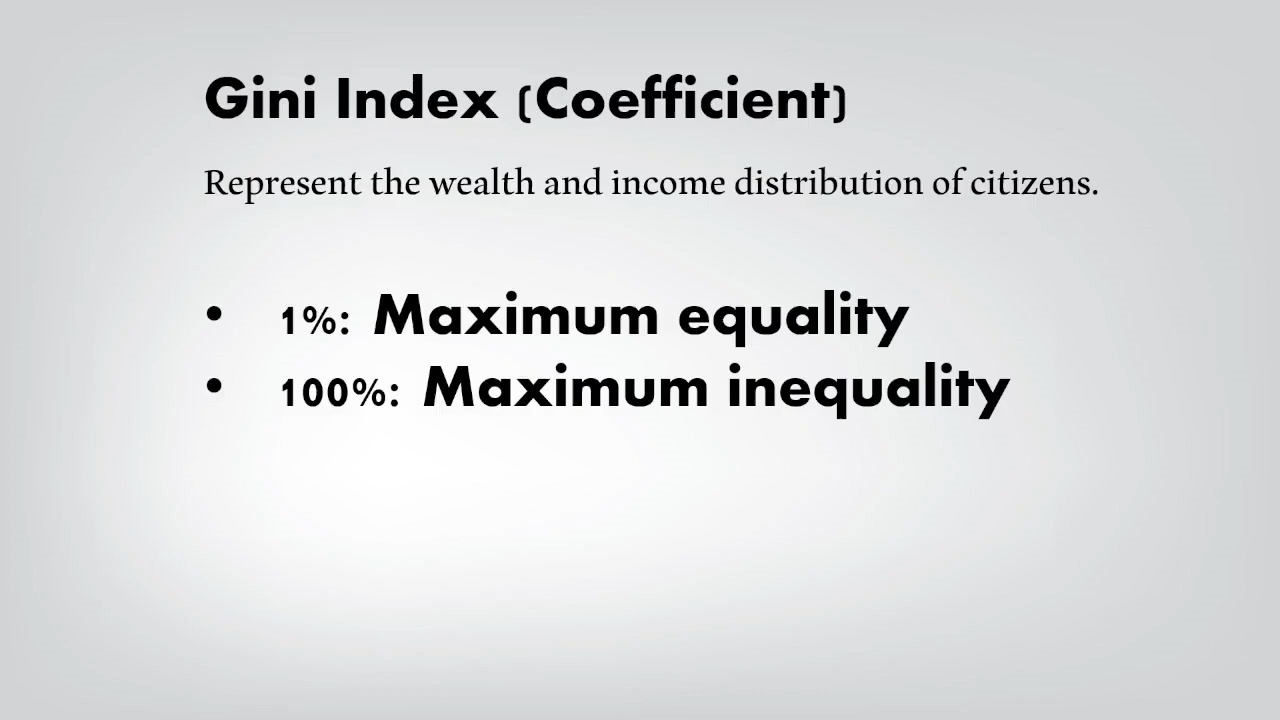 Gini Index (Coefficient)
Represent the wealth and income distribution of citizens.
• 1%: Maximum equality
• 100%: Maximum inequality